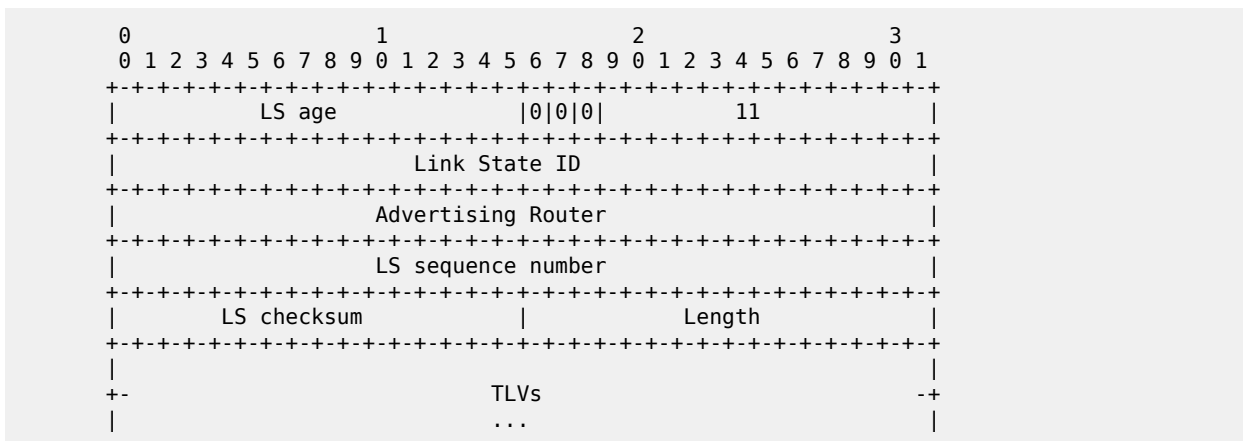 0                   1                   2                   3
 0 1 2 3 4 5 6 7 8 9 0 1 2 3 4 5 6 7 8 9 0 1 2 3 4 5 6 7 8 9 0 1
+-+-+-+-+-+-+-+-+-+-+-+-+-+-+-+-+-+-+-+-+-+-+-+-+-+-+-+-+-+-+-+-+
|           LS age              |0|0|0|          11             |
+-+-+-+-+-+-+-+-+-+-+-+-+-+-+-+-+-+-+-+-+-+-+-+-+-+-+-+-+-+-+-+-+
|                       Link State ID                           |
+-+-+-+-+-+-+-+-+-+-+-+-+-+-+-+-+-+-+-+-+-+-+-+-+-+-+-+-+-+-+-+-+
|                    Advertising Router                         |
+-+-+-+-+-+-+-+-+-+-+-+-+-+-+-+-+-+-+-+-+-+-+-+-+-+-+-+-+-+-+-+-+
|                    LS sequence number                         |
+-+-+-+-+-+-+-+-+-+-+-+-+-+-+-+-+-+-+-+-+-+-+-+-+-+-+-+-+-+-+-+-+
|        LS checksum            |            Length             |
+-+-+-+-+-+-+-+-+-+-+-+-+-+-+-+-+-+-+-+-+-+-+-+-+-+-+-+-+-+-+-+-+
|                                                               |
+-                            TLVs                             -+
|                             ...                               |